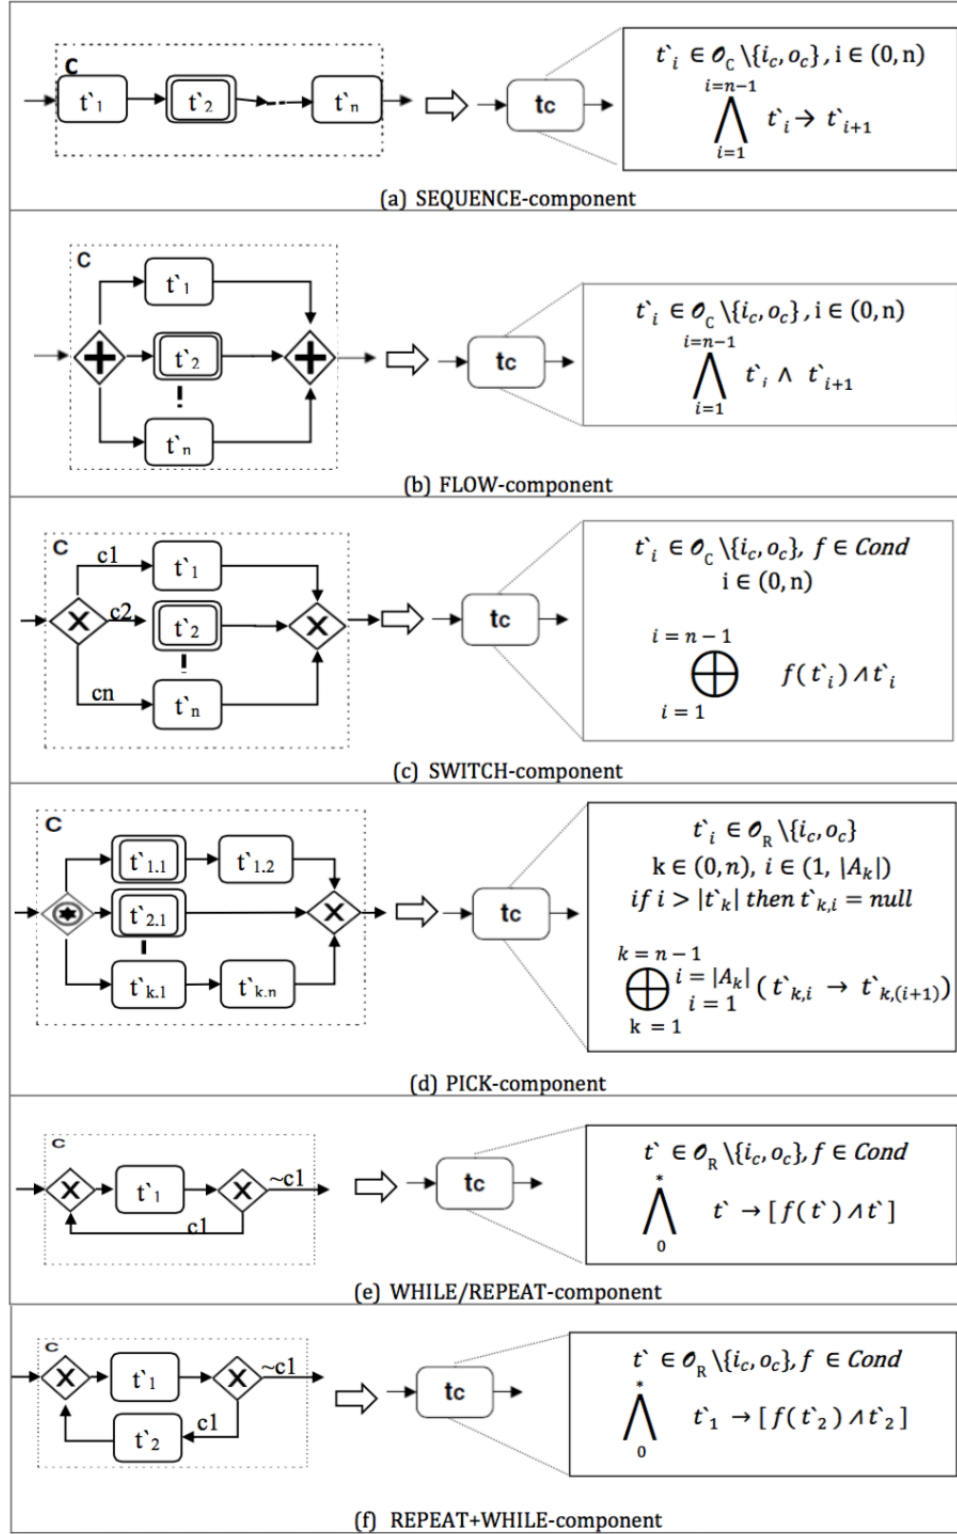 C
t`1 t`2 t`n
tc
t`i ∈ 𝒪C \{ic, oc}, i ∈ (0, n)
i=n−1
⋀ t`i → t`i+1
i=1
(a) SEQUENCE-component
C
t`1
t`2
t`n
tc
t`i ∈ 𝒪C \{ic, oc}, i ∈ (0, n)
i=n−1
⋀ t`i ∧ t`i+1
i=1
(b) FLOW-component
C
c1 t`1
X c2 t`2 X
cn t`n
tc
t`i ∈ 𝒪C \{ic, oc}, f ∈ Cond
i ∈ (0, n)
i = n − 1
⊕ f(t`i) ∧ t`i
i = 1
(c) SWITCH-component
C
t`1.1 t`1.2
t`2.1 X
t`k.1 t`k.n
tc
t`i ∈ 𝒪R \{ic, oc}
k ∈ (0, n), i ∈ (1, |Ak|)
if i > |t`k| then t`k,i = null
k = n − 1
⊕ i = |Ak| i = 1 (t`k,i → t`k,(i+1))
k = 1
(d) PICK-component
C
X t`1 X ~c1
c1
tc
t` ∈ 𝒪R \{ic, oc}, f ∈ Cond
*
⋀ t` → [f(t`) ∧ t`]
0
(e) WHILE/REPEAT-component
C
X t`1 X ~c1
t`2 c1
tc
t` ∈ 𝒪R \{ic, oc}, f ∈ Cond
*
⋀ t`1 → [f(t`2) ∧ t`2]
0
(f) REPEAT+WHILE-component